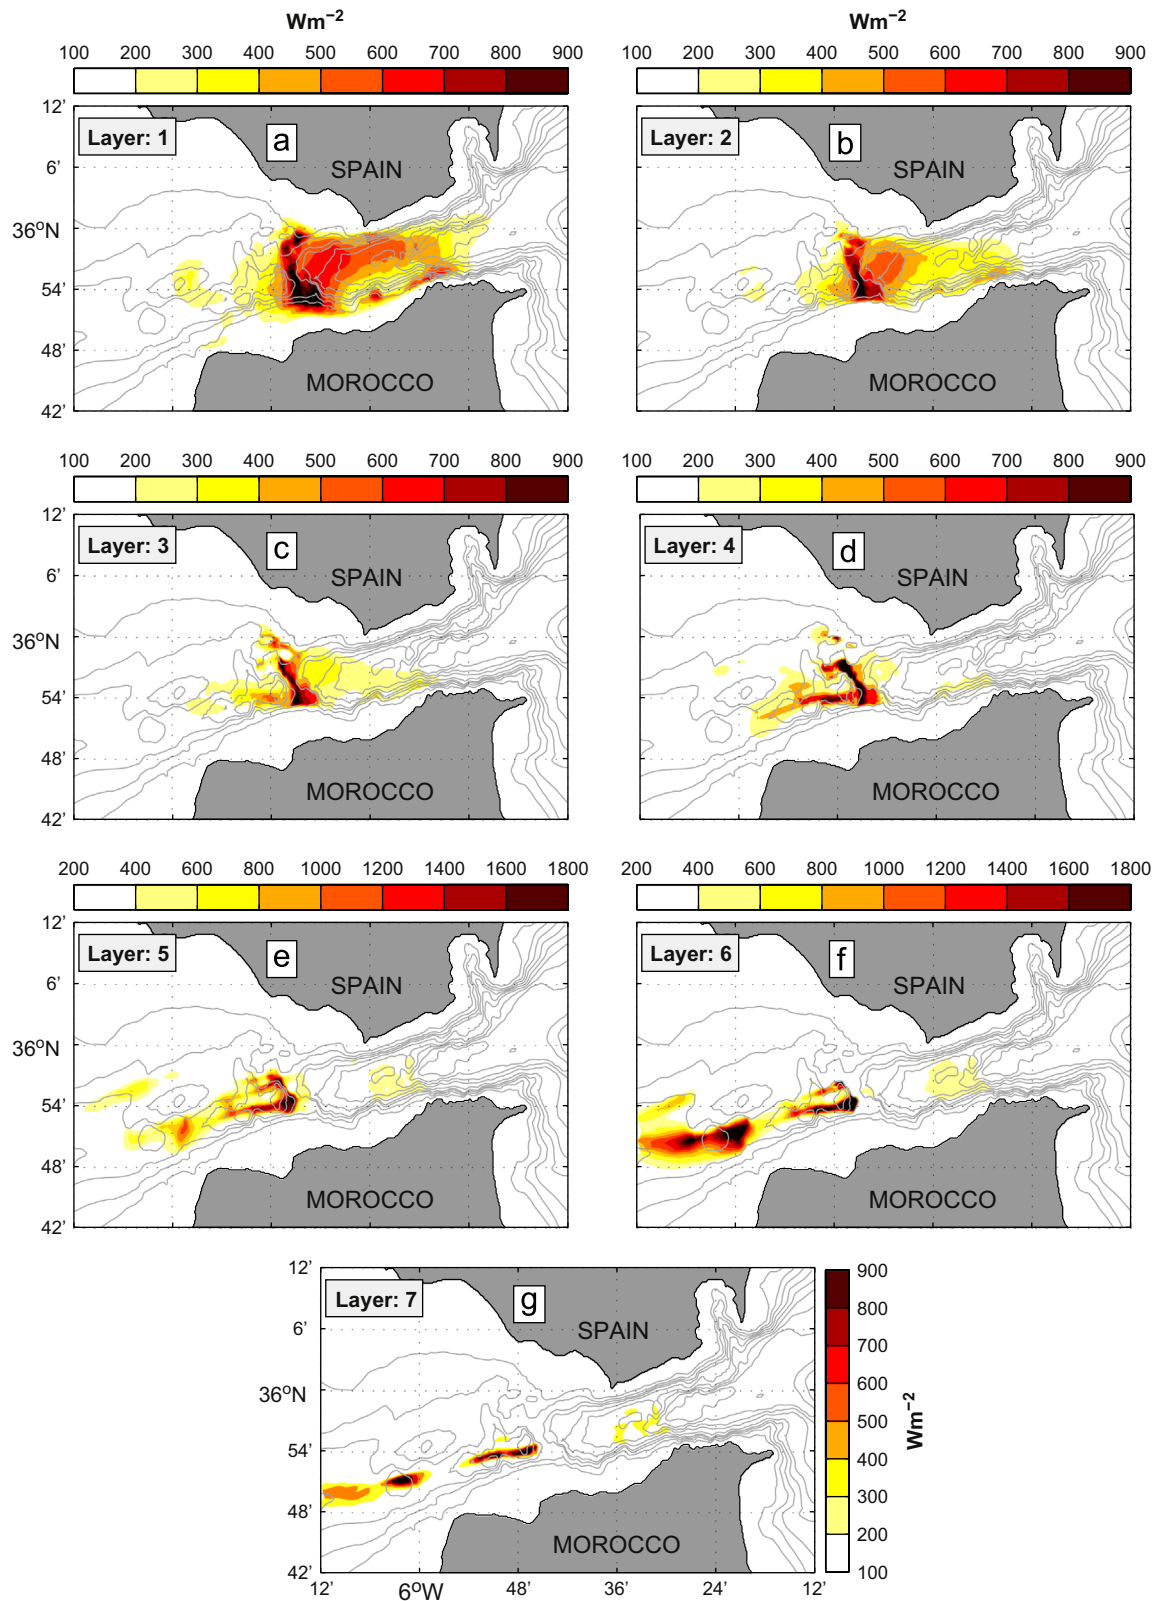 Wm⁻² Wm⁻²
100 200 300 400 500 600 700 800 900 100 200 300 400 500 600 700 800 900
12' Layer: 1 a SPAIN Layer: 2 b SPAIN
6'
36ºN
54'
48' MOROCCO MOROCCO
42'
100 200 300 400 500 600 700 800 900 100 200 300 400 500 600 700 800 900
12' Layer: 3 c SPAIN Layer: 4 d SPAIN
6'
36ºN
54'
48' MOROCCO MOROCCO
42'
200 400 600 800 1000 1200 1400 1600 1800 200 400 600 800 1000 1200 1400 1600 1800
12' Layer: 5 e SPAIN Layer: 6 f SPAIN
6'
36ºN
54'
48' MOROCCO MOROCCO
42'
12' Layer: 7 g SPAIN
6'
36ºN
54'
48' MOROCCO
42'
12' 6ºW 48' 36' 24' 12'
900
800
700
600
500
400
300
200
100
Wm⁻²